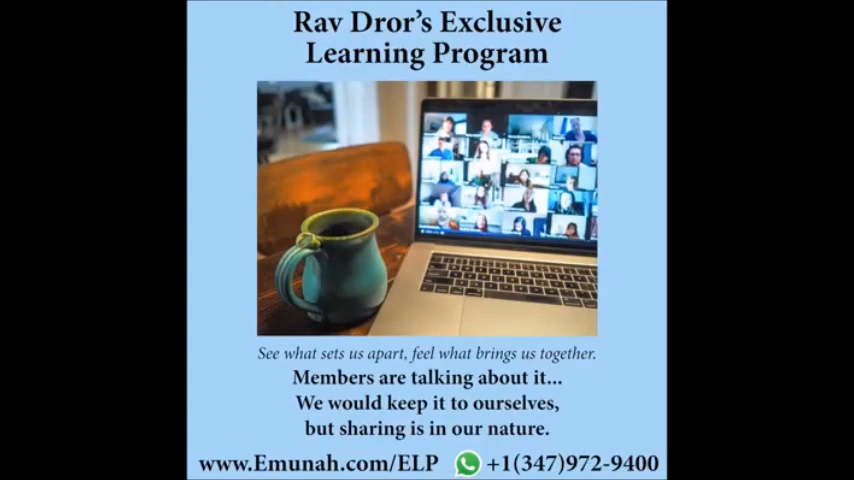 Rav Dror's Exclusive
Learning Program
See what sets us apart, feel what brings us together.
Members are talking about it...
We would keep it to ourselves,
but sharing is in our nature.
www.Emunah.com/ELP +1(347)972-9400